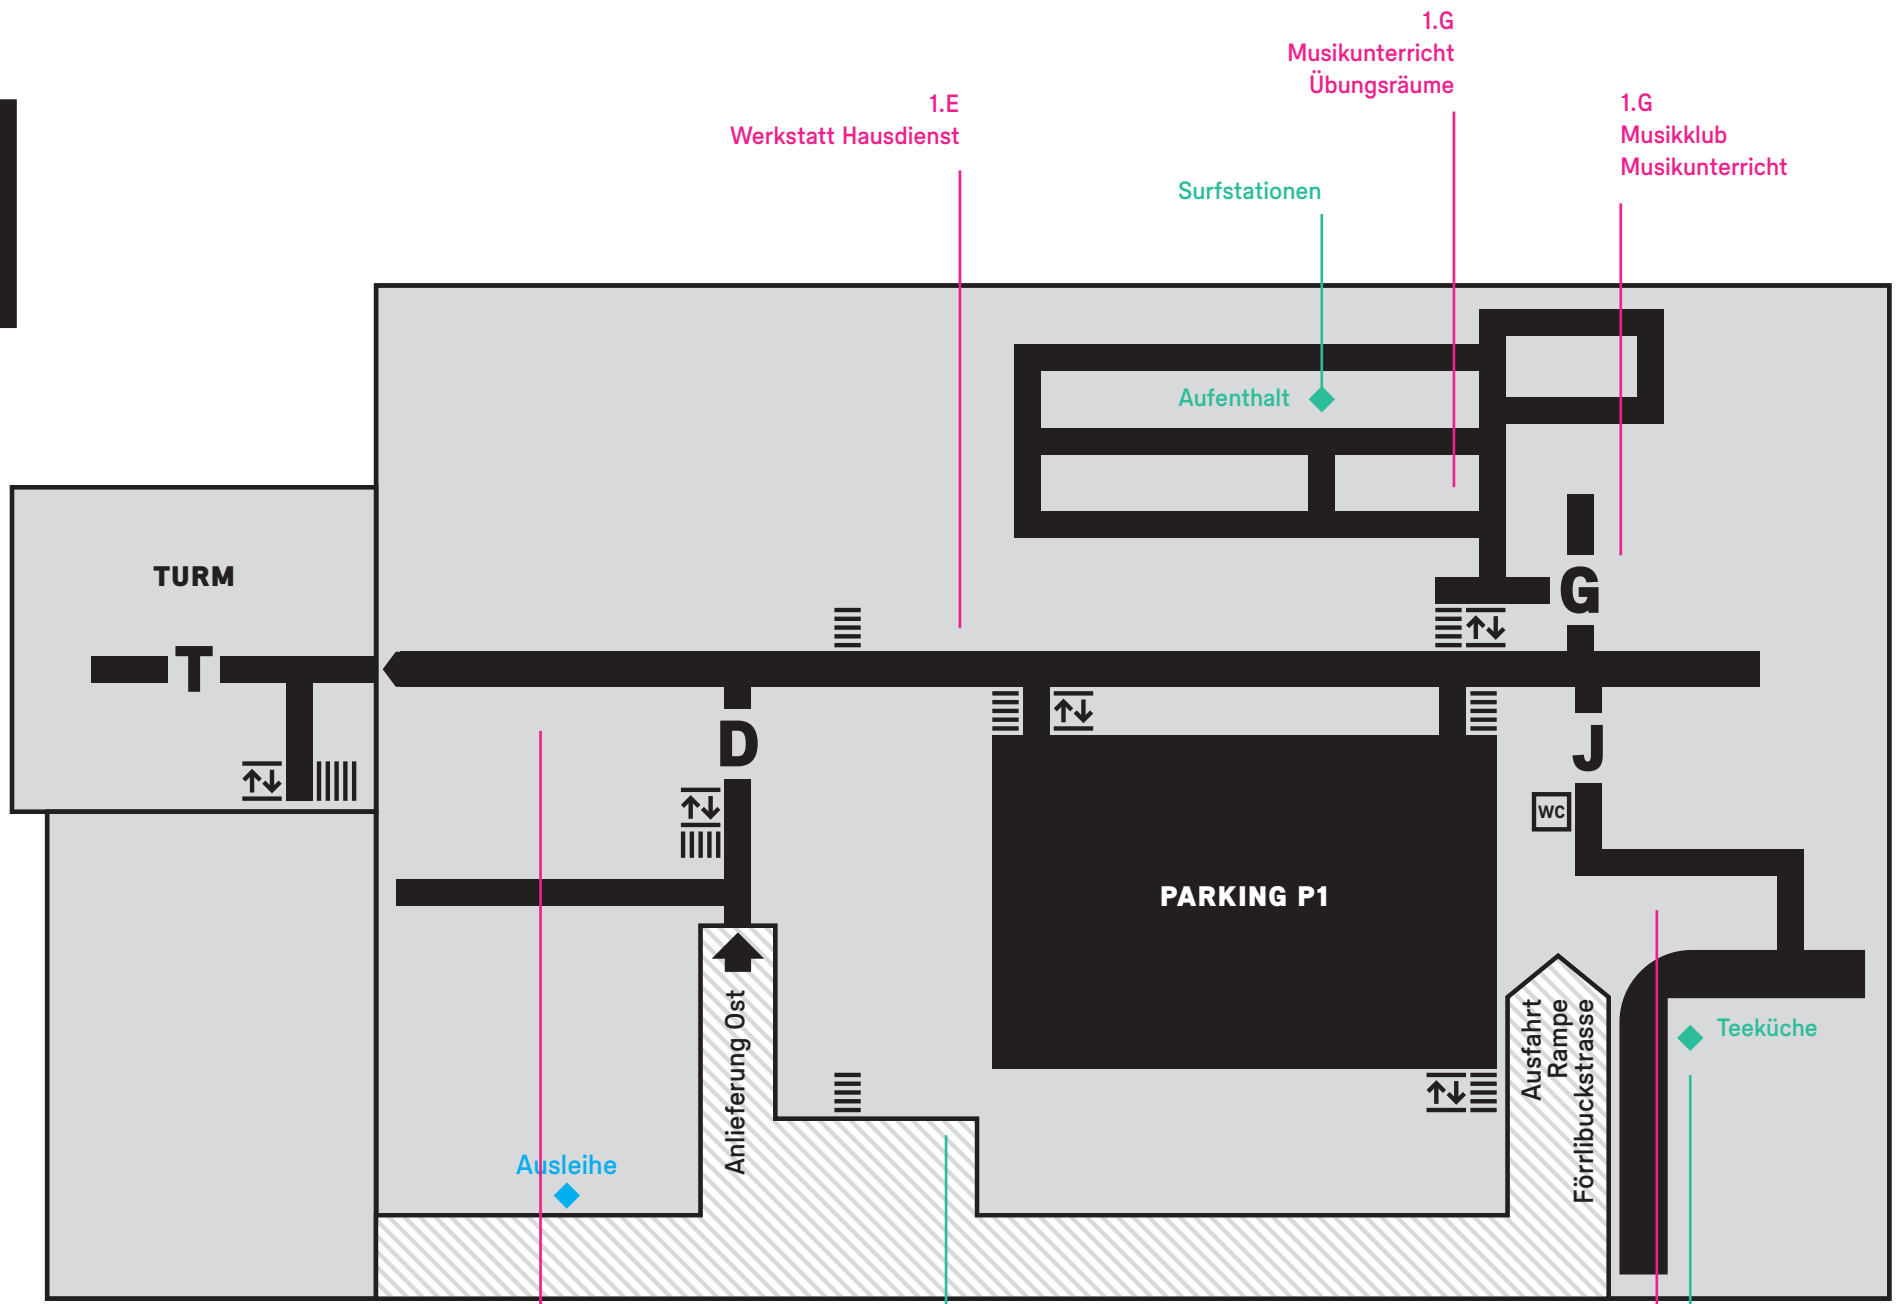 1.G
Musikunterricht
Übungsräume
1.E
Werkstatt Hausdienst
1.G
Musikklub
Musikunterricht
Surfstationen
Aufenthalt
TURM
G
T
D
J
WC
PARKING P1
Anlieferung Ost
Ausfahrt
Rampe
Förrlibuckstrasse
Teeküche
Ausleihe